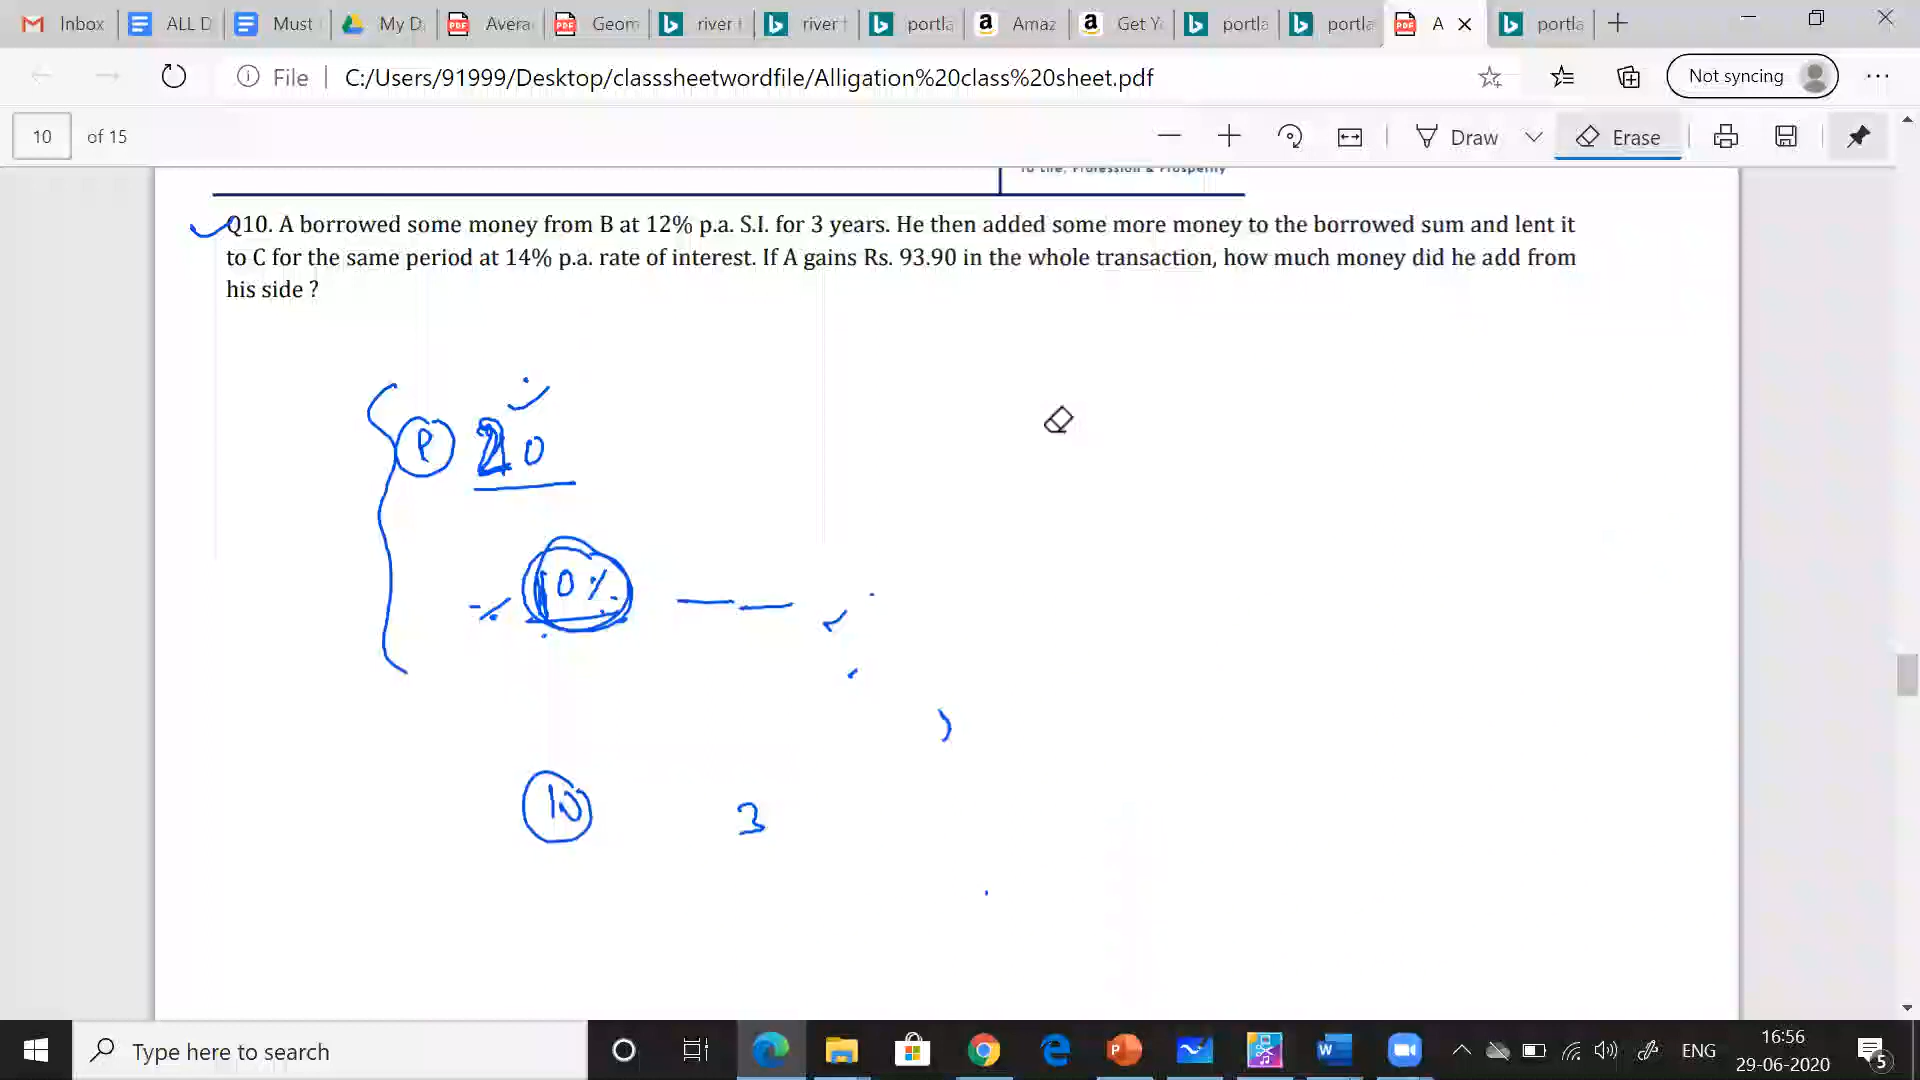 Inbox ALL D Must My D. Avera Geom river t river t portla Amaz Get Y portla portla A portla
File C:/Users/91999/Desktop/classsheetwordfile/Alligation%20class%20sheet.pdf Not syncing
10 of 15 Draw Erase
To Life, Profession & Prosperity
Q10. A borrowed some money from B at 12% p.a. S.I. for 3 years. He then added some more money to the borrowed sum and lent it
to C for the same period at 14% p.a. rate of interest. If A gains Rs. 93.90 in the whole transaction, how much money did he add from
his side ?
P 20
10%
10 3
Type here to search ENG 16:56
29-06-2020 5